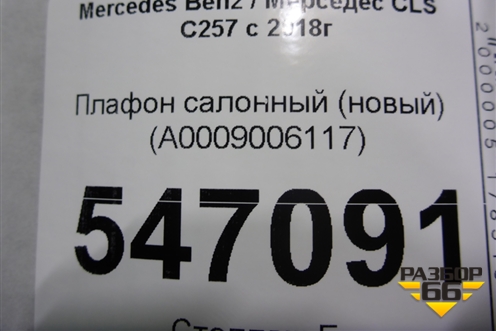 Mercedes Benz / Мерседес CLS
C257 с 2018г
Плафон салонный (новый)
(A0009006117)
547091
РАЗБОР
66